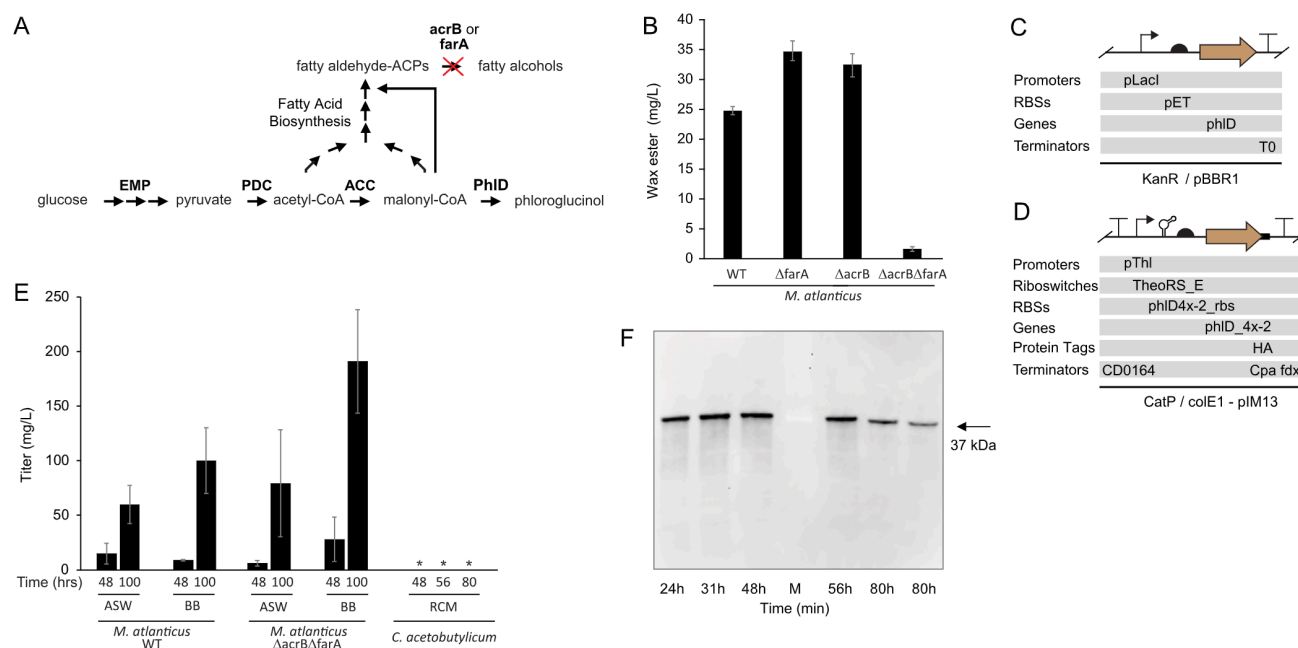 A
acrB or
farA
fatty aldehyde-ACPs
fatty alcohols
Fatty Acid
Biosynthesis
EMP
PDC
ACC
PhlD
glucose
pyruvate
acetyl-CoA
malonyl-CoA
phloroglucinol
B
Wax ester (mg/L)
40
35
30
25
20
15
10
5
0
WT
ΔfarA
ΔacrB
ΔacrBΔfarA
M. atlanticus
C
Promoters
pLacI
RBSs
pET
Genes
phlD
Terminators
T0
KanR / pBBR1
D
Promoters
pThl
Riboswitches
TheoRS_E
RBSs
phlD4x-2_rbs
Genes
phlD_4x-2
Protein Tags
HA
Terminators
CD0164
Cpa fdx
CatP / colE1 - pIM13
E
Titer (mg/L)
250
200
150
100
50
0
* * *
Time (hrs)
48 100
48 100
48 100
48 100
48 56 80
ASW
BB
ASW
BB
RCM
M. atlanticus
WT
M. atlanticus
ΔacrBΔfarA
C. acetobutylicum
F
37 kDa
24h 31h 48h M 56h 80h 80h
Time (min)